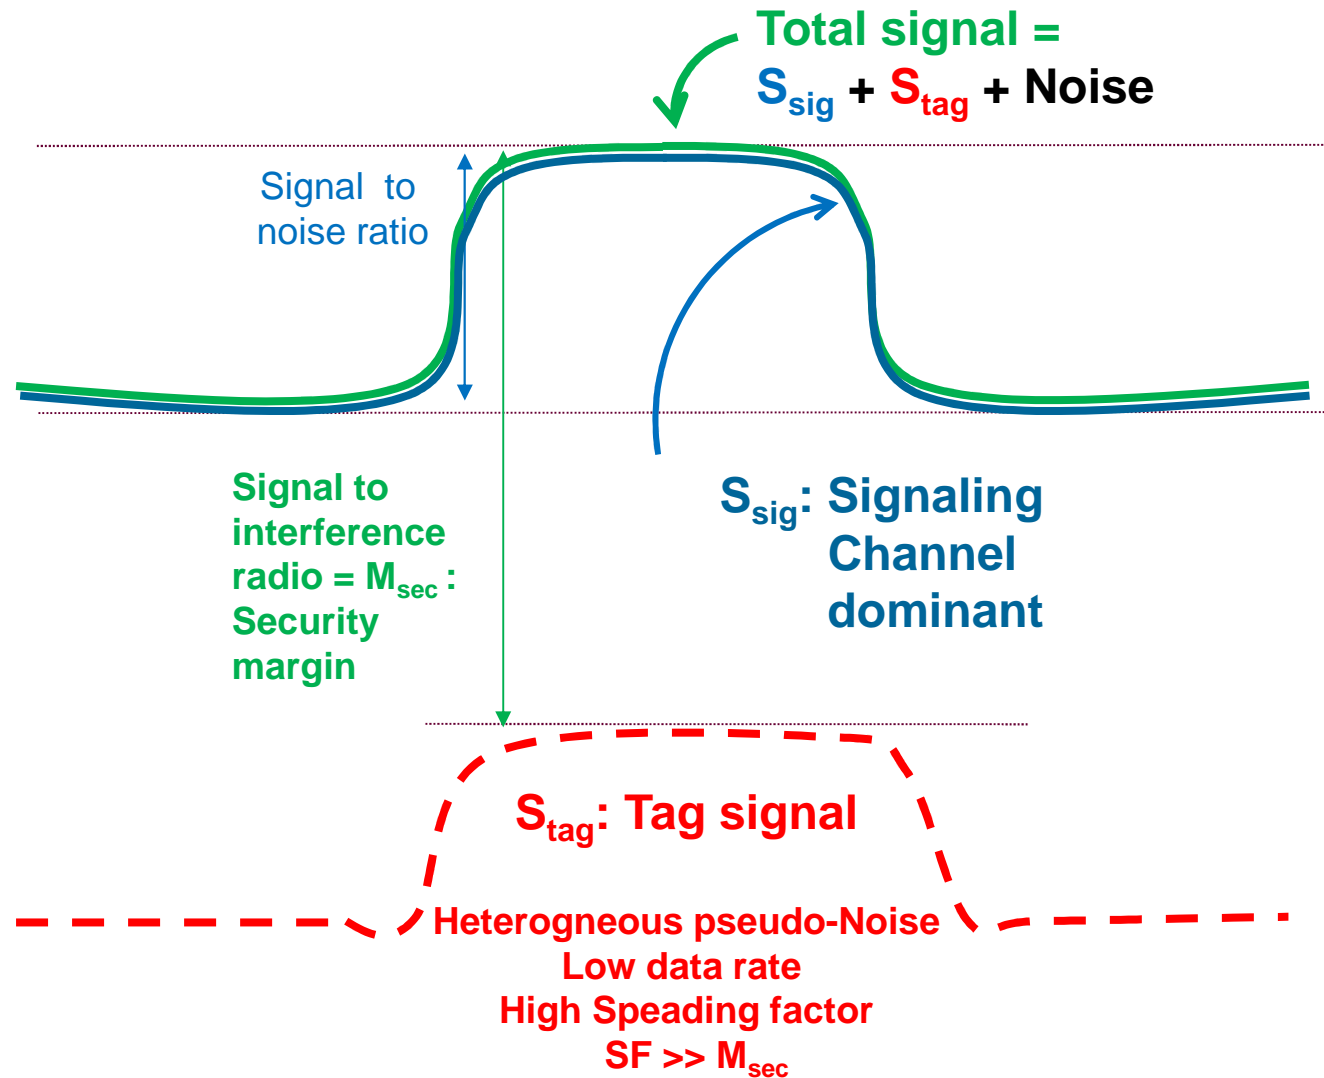 Total signal =
Ssig + Stag + Noise
Signal to
noise ratio
Signal to
interference
radio = Msec :
Security
margin
Ssig: Signaling
Channel
dominant
Stag: Tag signal
Heterogneous pseudo-Noise
Low data rate
High Speading factor
SF >> Msec